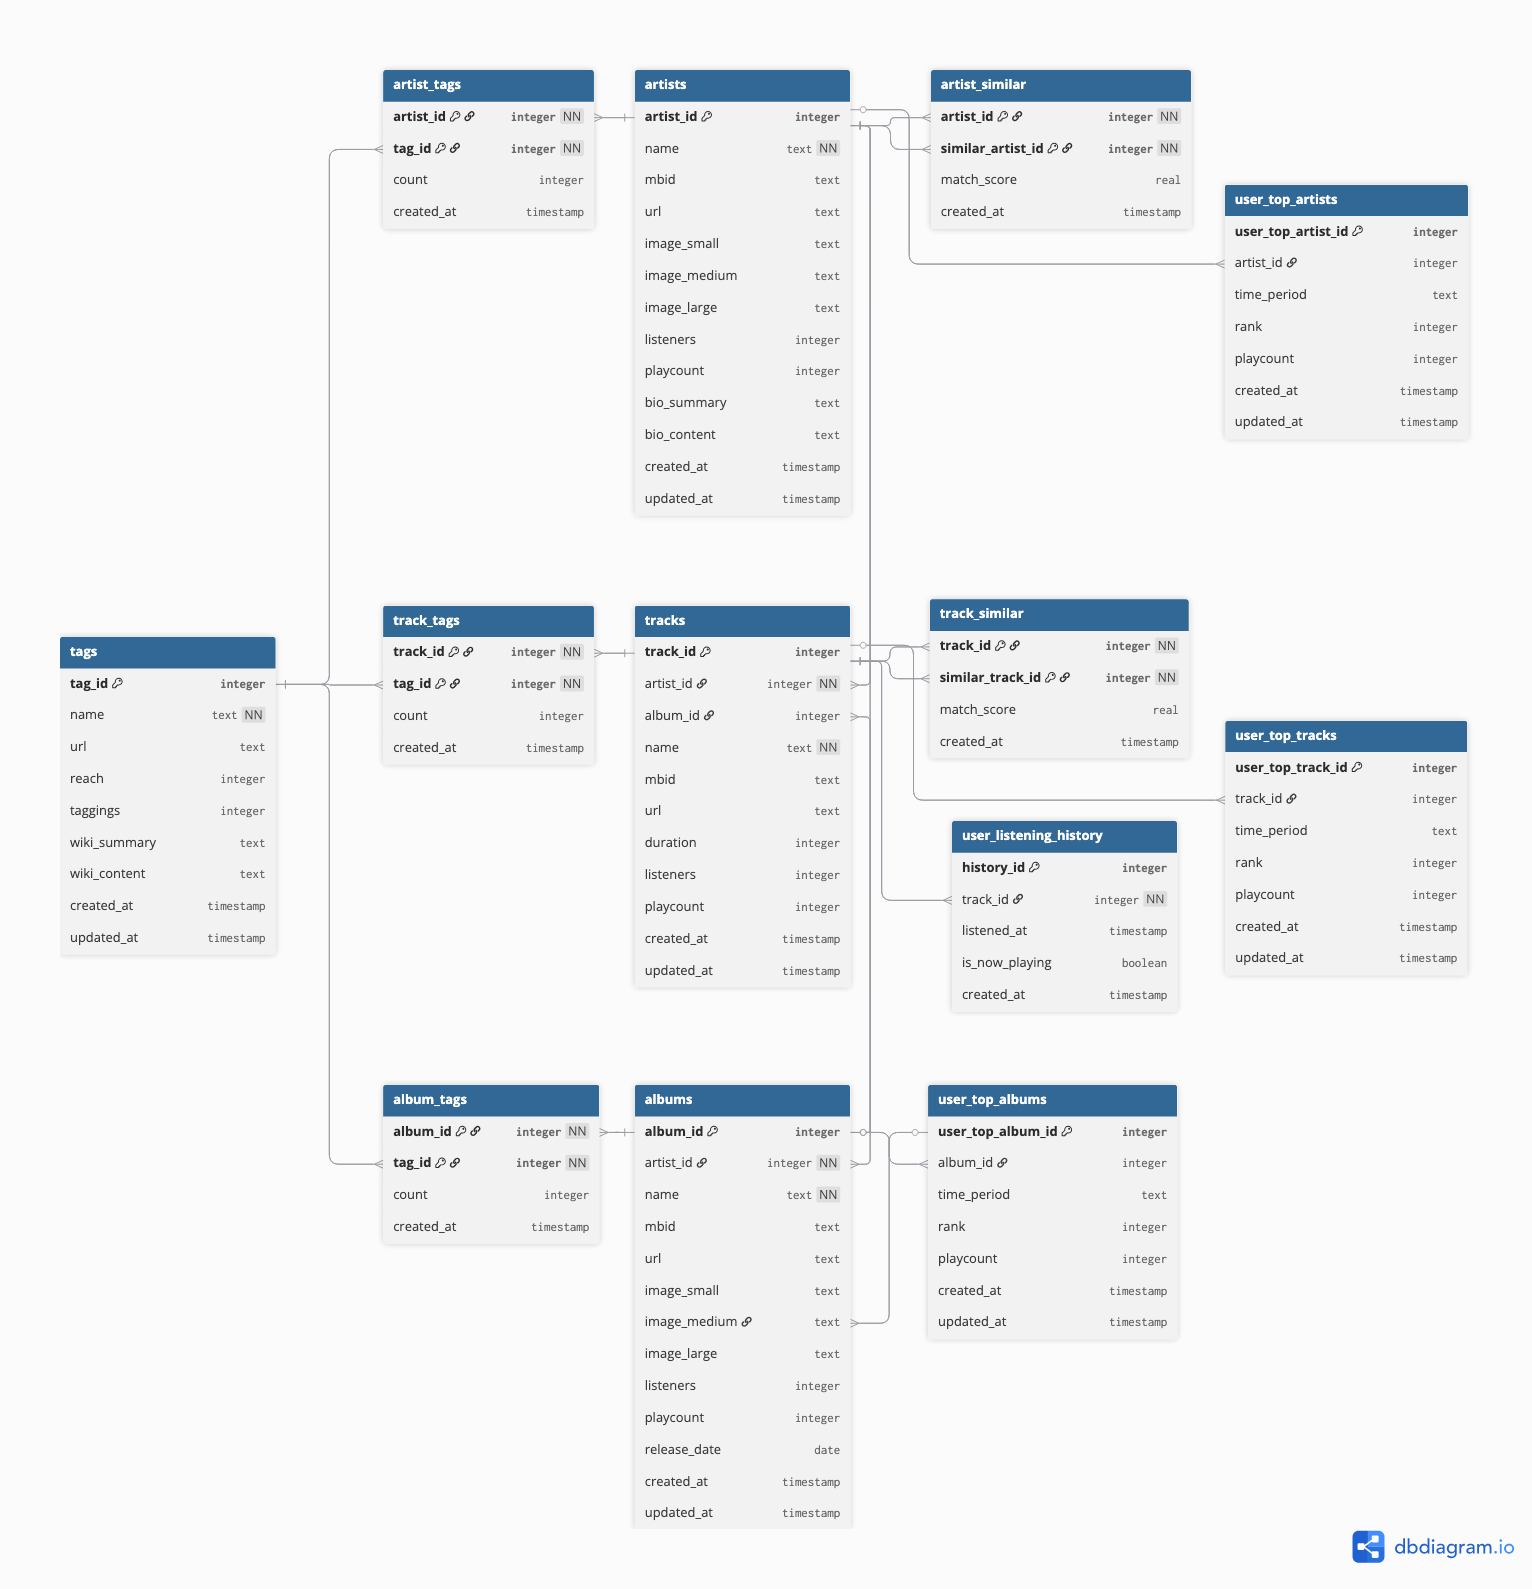 artist_tags
artist_id integer NN
tag_id integer NN
count integer
created_at timestamp
artists
artist_id integer
name text NN
mbid text
url text
image_small text
image_medium text
image_large text
listeners integer
playcount integer
bio_summary text
bio_content text
created_at timestamp
updated_at timestamp
artist_similar
artist_id integer NN
similar_artist_id integer NN
match_score real
created_at timestamp
user_top_artists
user_top_artist_id integer
artist_id integer
time_period text
rank integer
playcount integer
created_at timestamp
updated_at timestamp
tags
tag_id integer
name text NN
url text
reach integer
taggings integer
wiki_summary text
wiki_content text
created_at timestamp
updated_at timestamp
track_tags
track_id integer NN
tag_id integer NN
count integer
created_at timestamp
tracks
track_id integer
artist_id integer NN
album_id integer
name text NN
mbid text
url text
duration integer
listeners integer
playcount integer
created_at timestamp
updated_at timestamp
track_similar
track_id integer NN
similar_track_id integer NN
match_score real
created_at timestamp
user_top_tracks
user_top_track_id integer
track_id integer
time_period text
rank integer
playcount integer
created_at timestamp
updated_at timestamp
user_listening_history
history_id integer
track_id integer NN
listened_at timestamp
is_now_playing boolean
created_at timestamp
album_tags
album_id integer NN
tag_id integer NN
count integer
created_at timestamp
albums
album_id integer
artist_id integer NN
name text NN
mbid text
url text
image_small text
image_medium text
image_large text
listeners integer
playcount integer
release_date date
created_at timestamp
updated_at timestamp
user_top_albums
user_top_album_id integer
album_id integer
time_period text
rank integer
playcount integer
created_at timestamp
updated_at timestamp
dbdiagram.io